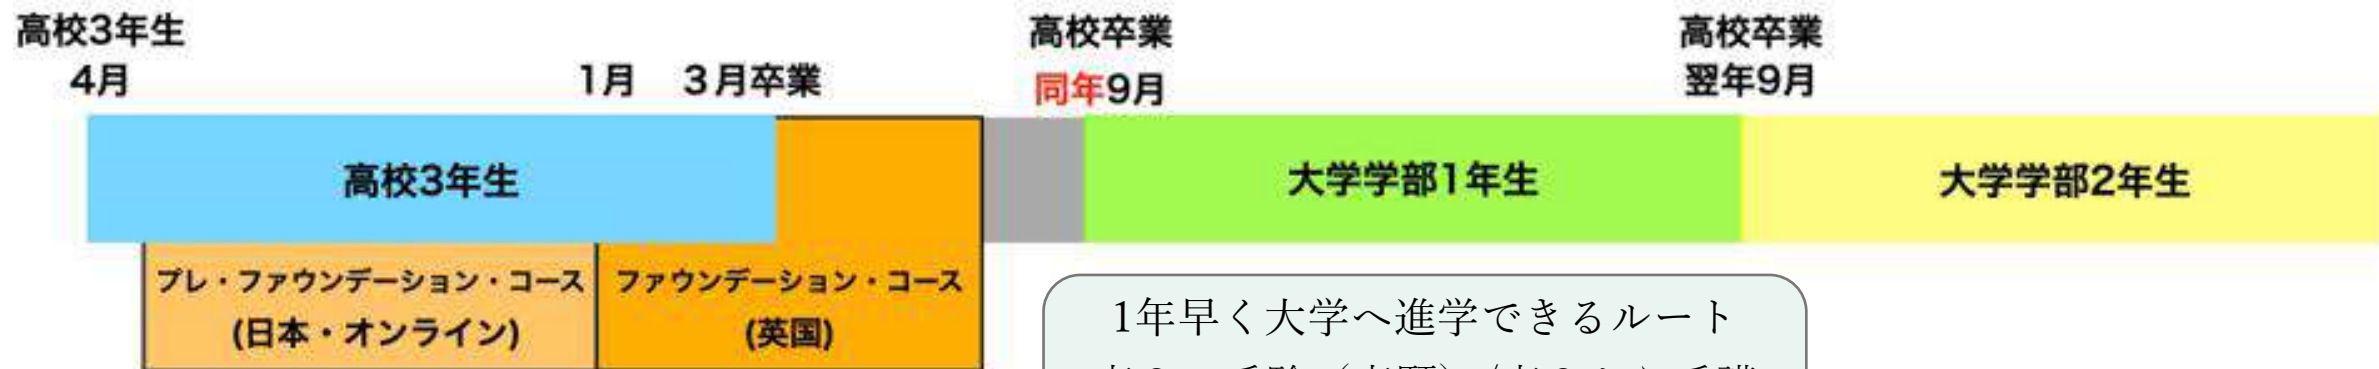 高校3年生
4月
1月
3月卒業
高校卒業
同年9月
高校卒業
翌年9月
高校3年生
大学学部1年生
大学学部2年生
プレ・ファウンデーション・コース
(日本・オンライン)
ファウンデーション・コース
(英国)
1年早く大学へ進学できるルート